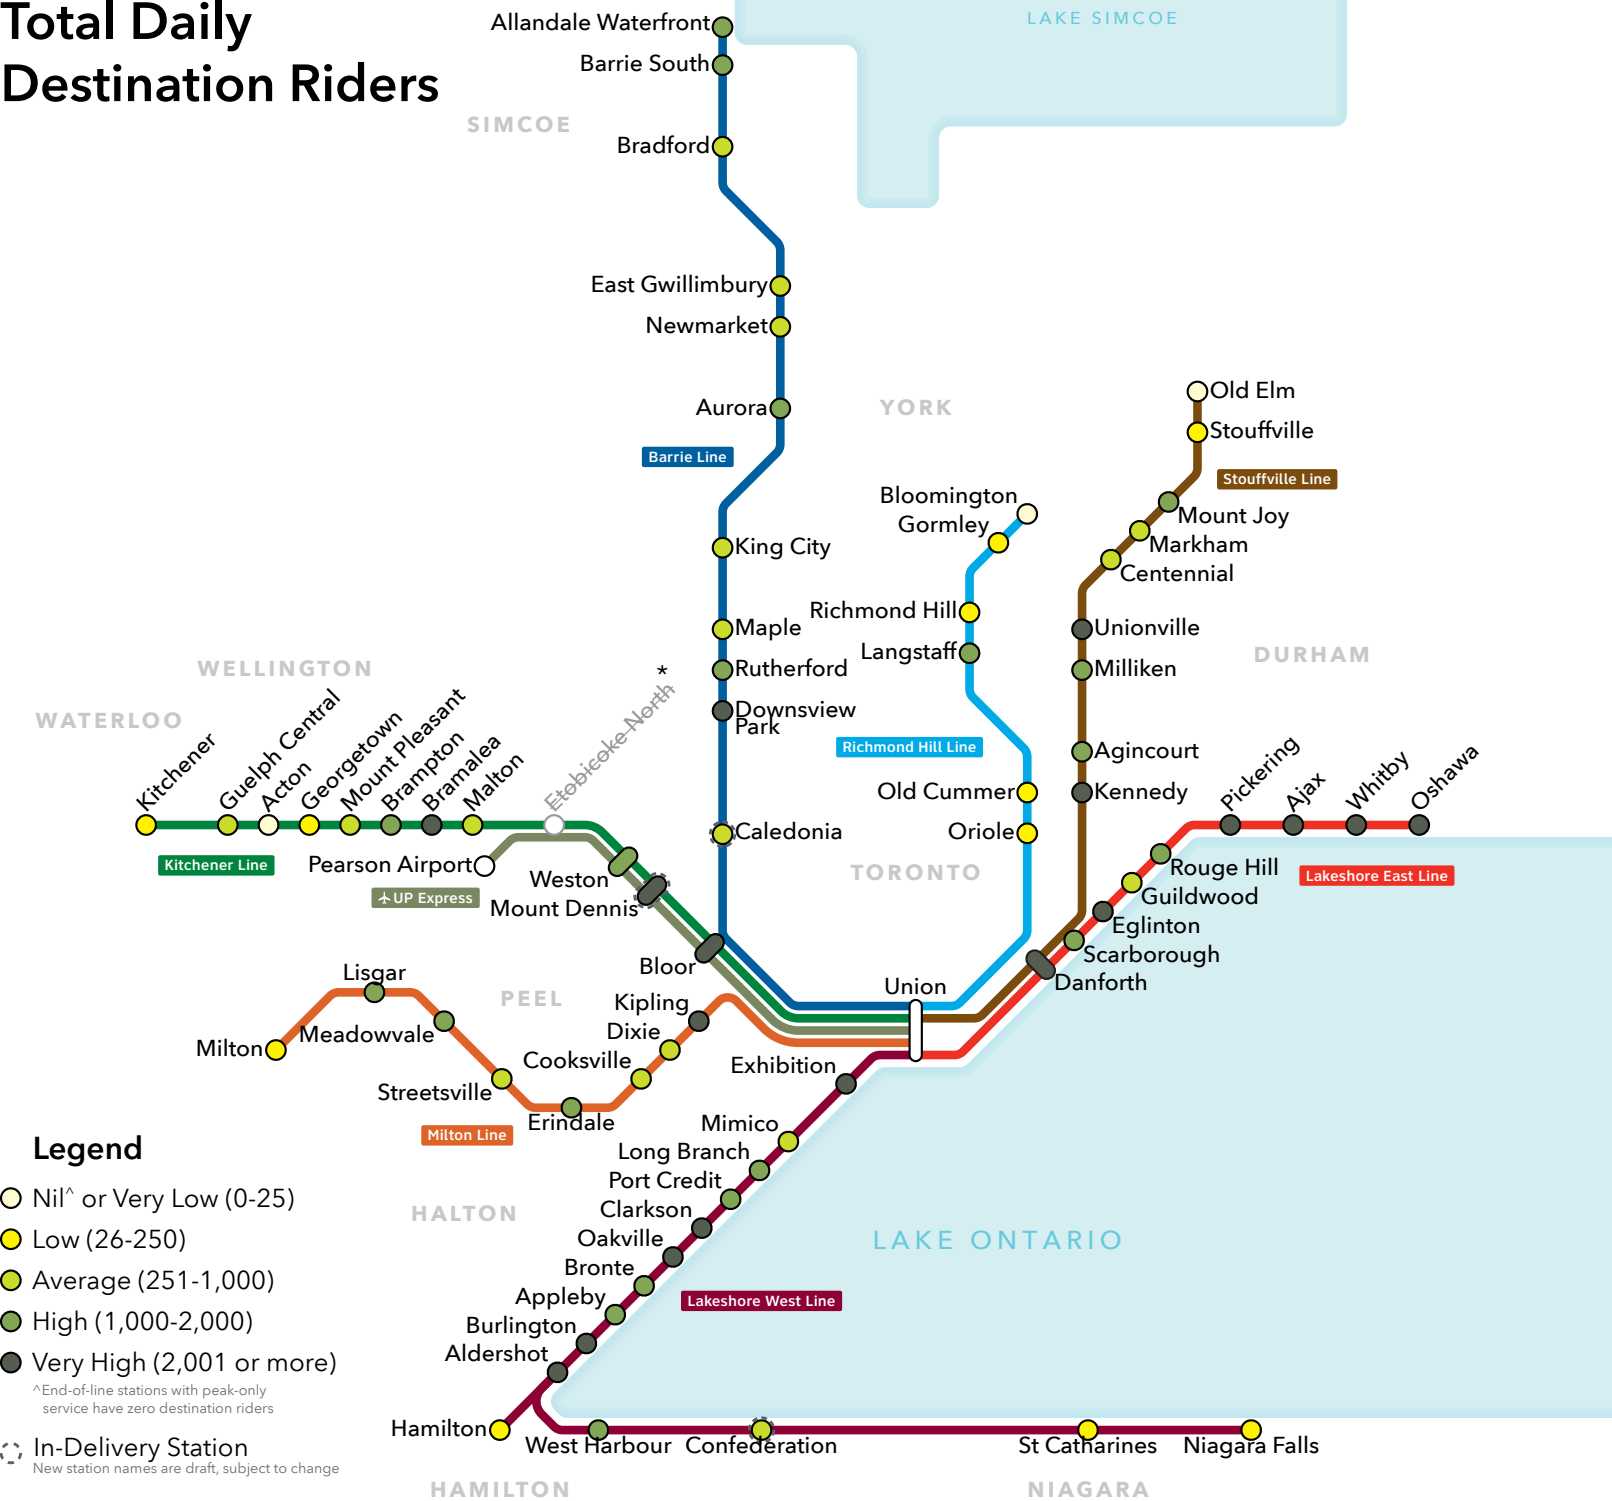 Total Daily
Destination Riders
LAKE SIMCOE
Allandale Waterfront
Barrie South
SIMCOE
Bradford
East Gwillimbury
Newmarket
Aurora
YORK
Barrie Line
Old Elm
Stouffville
Stouffville Line
Bloomington
Gormley
Mount Joy
Markham
Centennial
King City
Richmond Hill
Maple
Unionville
Langstaff
Rutherford
Milliken
DURHAM
WELLINGTON
WATERLOO
*
Etobicoke North
Downsview
Park
Richmond Hill Line
Agincourt
Kitchener
Guelph Central
Acton
Georgetown
Mount Pleasant
Brampton
Bramalea
Malton
Old Cummer
Kennedy
Pickering
Ajax
Whitby
Oshawa
Caledonia
Oriole
Kitchener Line
Pearson Airport
TORONTO
Rouge Hill
Lakeshore East Line
Weston
UP Express
Guildwood
Mount Dennis
Eglinton
Scarborough
Bloor
Danforth
Lisgar
Union
PEEL
Kipling
Meadowvale
Dixie
Milton
Cooksville
Exhibition
Streetsville
Erindale
Mimico
Milton Line
Long Branch
Port Credit
Clarkson
HALTON
Oakville
LAKE ONTARIO
Bronte
Appleby
Lakeshore West Line
Burlington
Aldershot
Legend
Nil^ or Very Low (0-25)
Low (26-250)
Average (251-1,000)
High (1,000-2,000)
Very High (2,001 or more)
^End-of-line stations with peak-only
service have zero destination riders
In-Delivery Station
New station names are draft, subject to change
Hamilton
West Harbour
Confederation
St Catharines
Niagara Falls
HAMILTON
NIAGARA